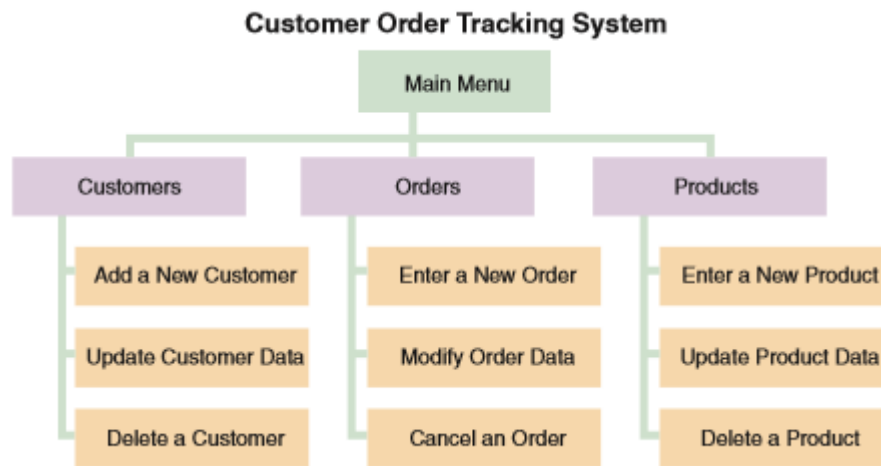 Customer Order Tracking System
Main Menu
Customers
Orders
Products
Add a New Customer
Enter a New Order
Enter a New Product
Update Customer Data
Modify Order Data
Update Product Data
Delete a Customer
Cancel an Order
Delete a Product